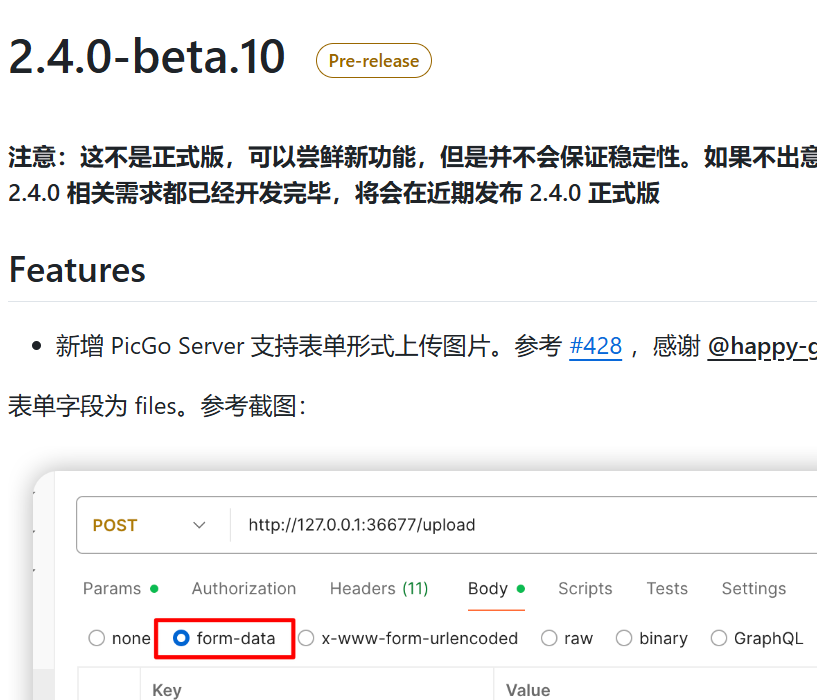 2.4.0-beta.10 Pre-release
注意：这不是正式版，可以尝鲜新功能，但是并不会保证稳定性。如果不出意
2.4.0 相关需求都已经开发完毕，将会在近期发布 2.4.0 正式版
Features
• 新增 PicGo Server 支持表单形式上传图片。参考 #428 ，感谢 @happy-g
表单字段为 files。参考截图：
POST http://127.0.0.1:36677/upload
Params Authorization Headers (11) Body Scripts Tests Settings
none form-data x-www-form-urlencoded raw binary GraphQL
Key Value